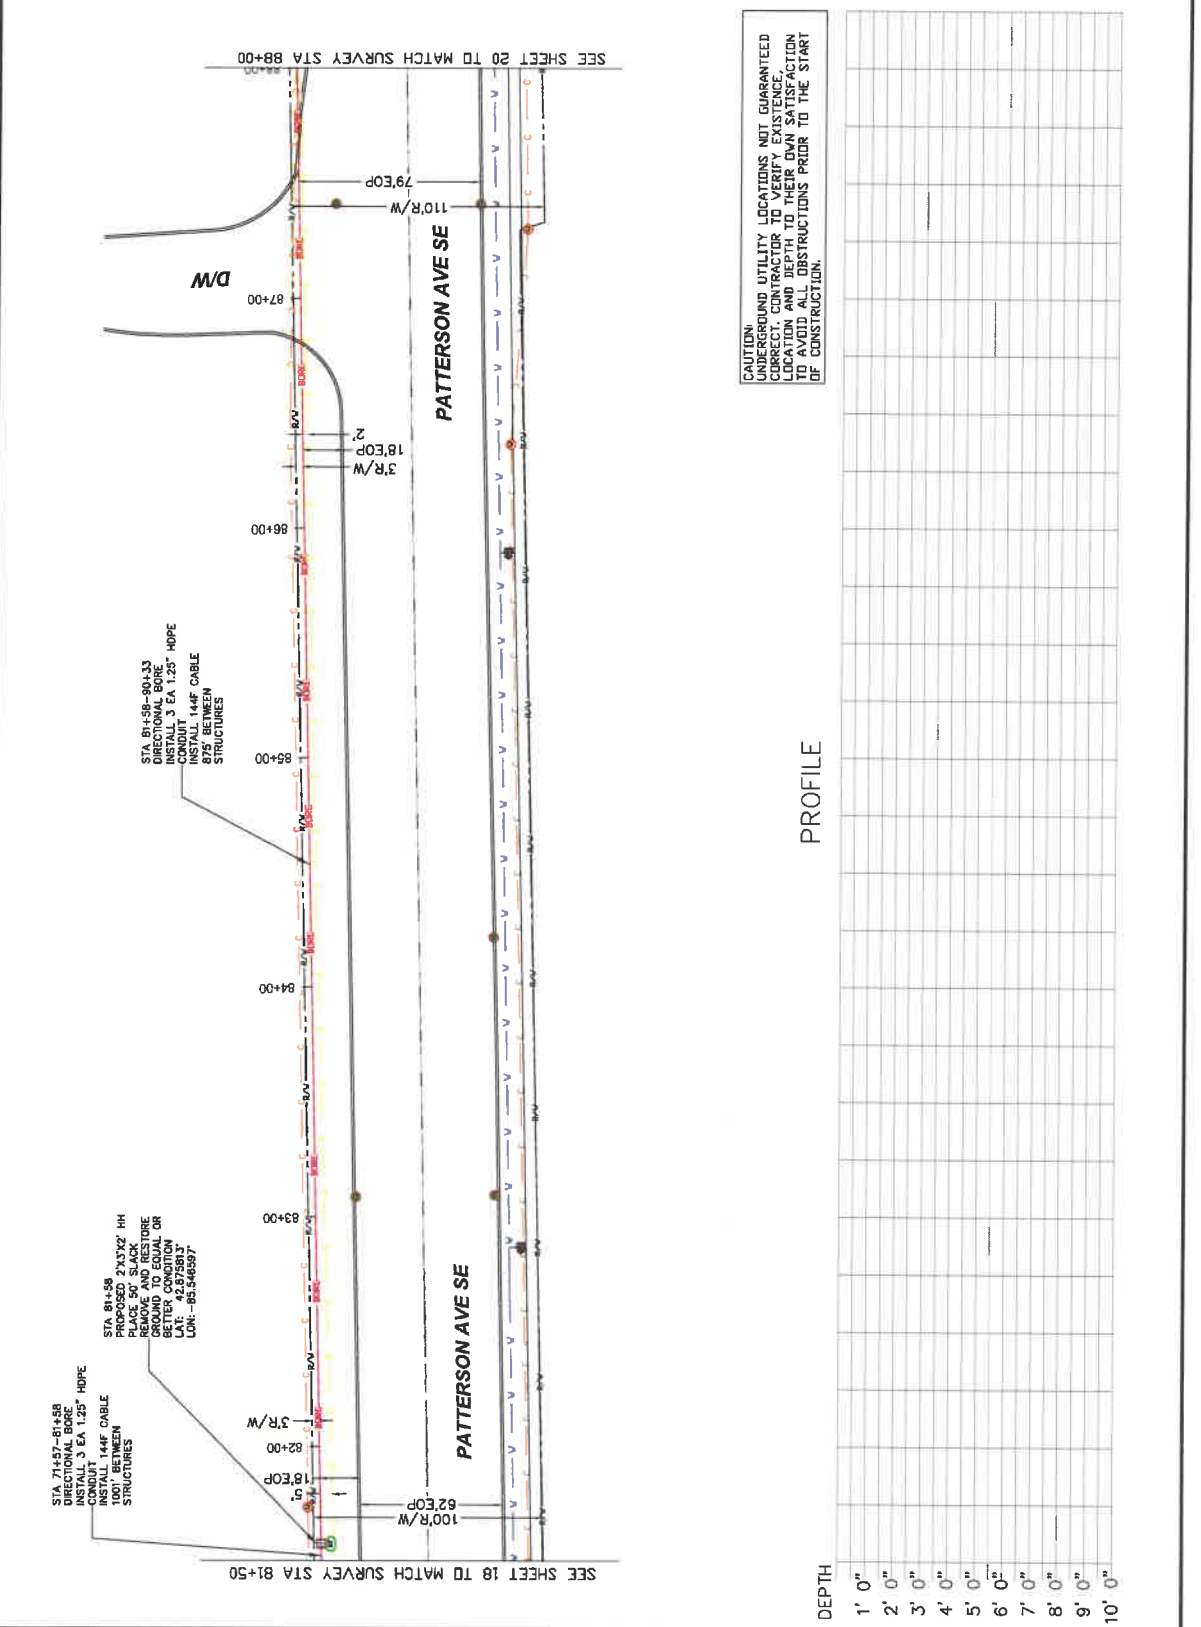 STA 71+57-81+58
DIRECTIONAL BORE
INSTALL 3 EA 1.25" HDPE
CONDUIT
INSTALL 144F CABLE
1001' BETWEEN
STRUCTURES
STA 81+58
PROPOSED 2'X3'X2' HH
PLACE 50' SLACK
REMOVE AND RESTORE
GROUND TO EQUAL OR
BETTER CONDITION
LAT: 42.875813°
LON: -85.546597°
STA 81+58-90+33
DIRECTIONAL BORE
INSTALL 3 EA 1.25" HDPE
CONDUIT
INSTALL 144F CABLE
875' BETWEEN
STRUCTURES
D/W
SEE SHEET 18 TO MATCH SURVEY STA 81+50
SEE SHEET 20 TO MATCH SURVEY STA 88+00
82+00
83+00
84+00
85+00
86+00
87+00
88+00
5'
18'EOP
3'R/W
100'R/W
62'EOP
2'
18'EOP
3'R/W
79'EOP
110'R/W
PATTERSON AVE SE
PATTERSON AVE SE
R/W
BORE
C
CAUTION:
UNDERGROUND UTILITY LOCATIONS NOT GUARANTEED
CORRECT. CONTRACTOR TO VERIFY EXISTENCE,
LOCATION AND DEPTH TO THEIR OWN SATISFACTION
TO AVOID ALL OBSTRUCTIONS PRIOR TO THE START
OF CONSTRUCTION.
PROFILE
DEPTH
1' 0"
2' 0"
3' 0"
4' 0"
5' 0"
6' 0"
7' 0"
8' 0"
9' 0"
10' 0"